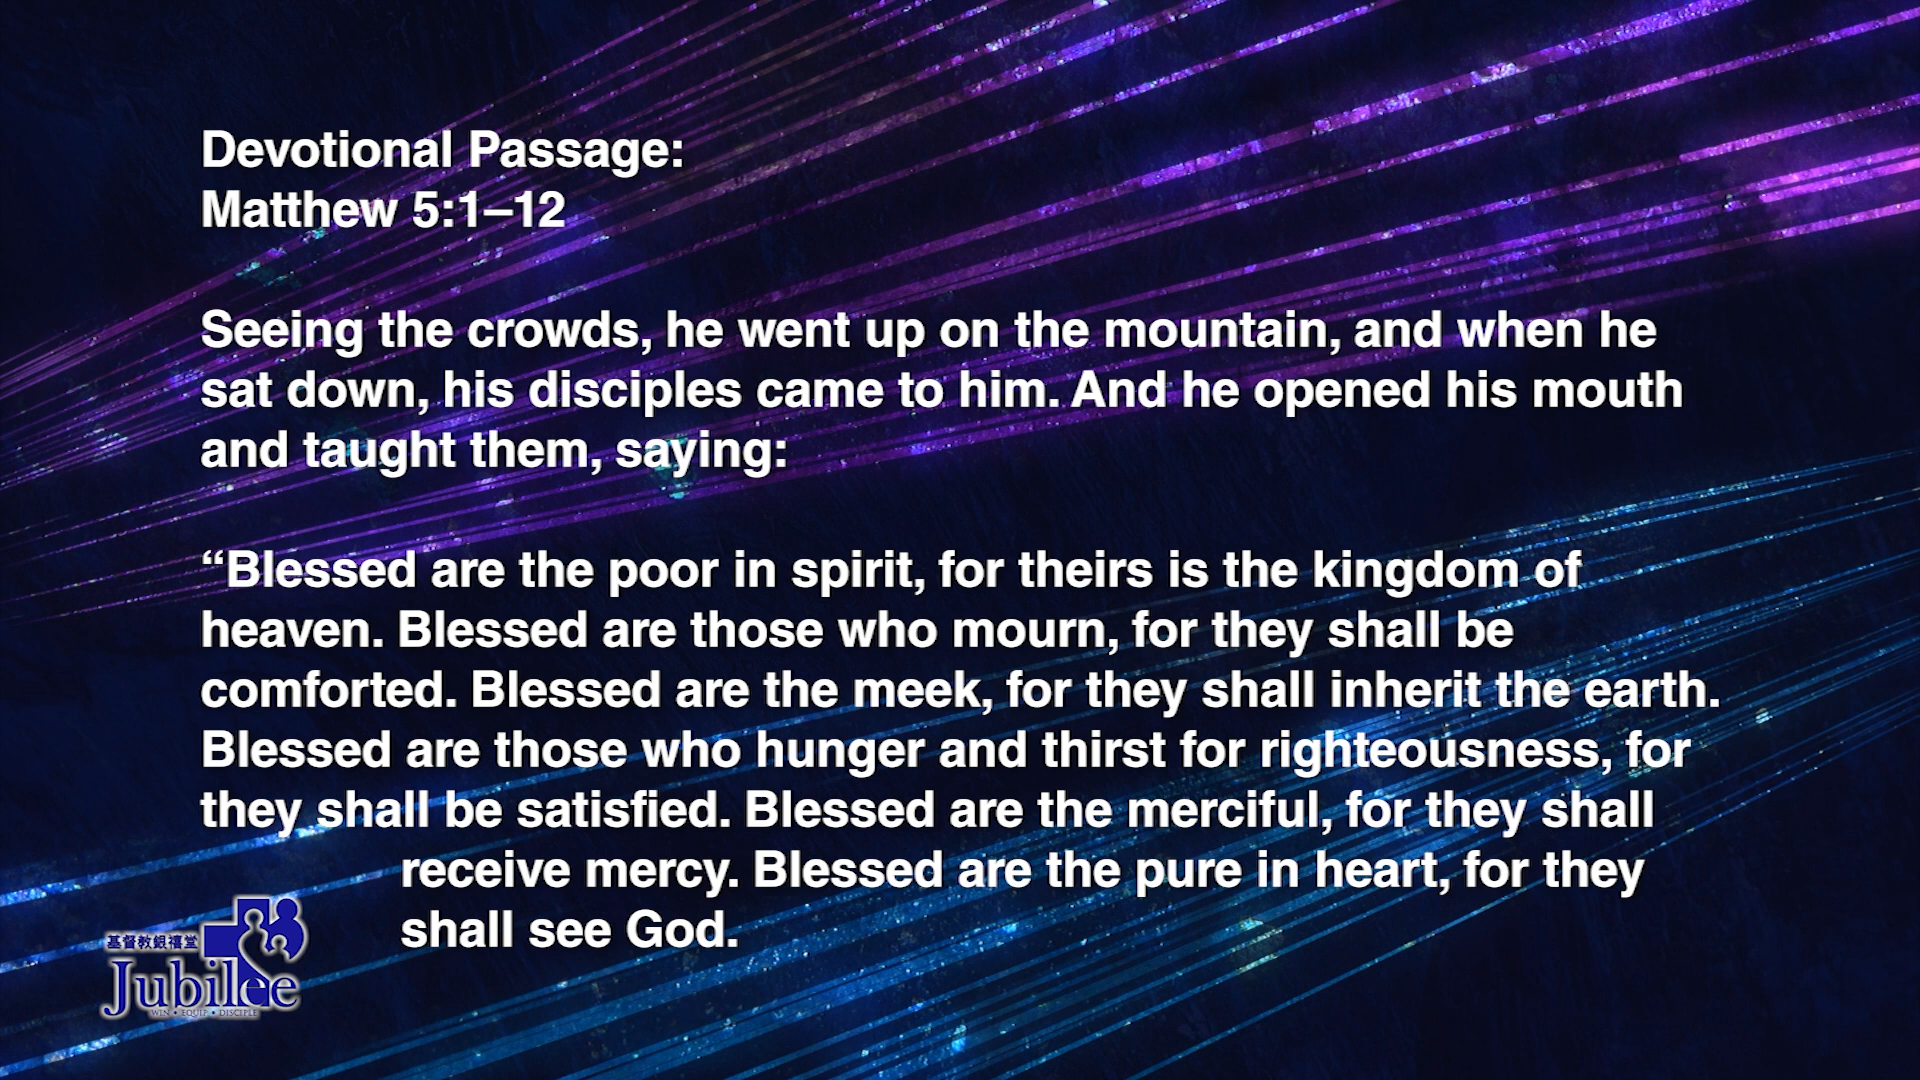 Devotional Passage:
Matthew 5:1–12
Seeing the crowds, he went up on the mountain, and when he
sat down, his disciples came to him. And he opened his mouth
and taught them, saying:
“Blessed are the poor in spirit, for theirs is the kingdom of
heaven. Blessed are those who mourn, for they shall be
comforted. Blessed are the meek, for they shall inherit the earth.
Blessed are those who hunger and thirst for righteousness, for
they shall be satisfied. Blessed are the merciful, for they shall
receive mercy. Blessed are the pure in heart, for they
shall see God.
基督教銀禧堂
Jubilee
WIN • EQUIP • DISCIPLE